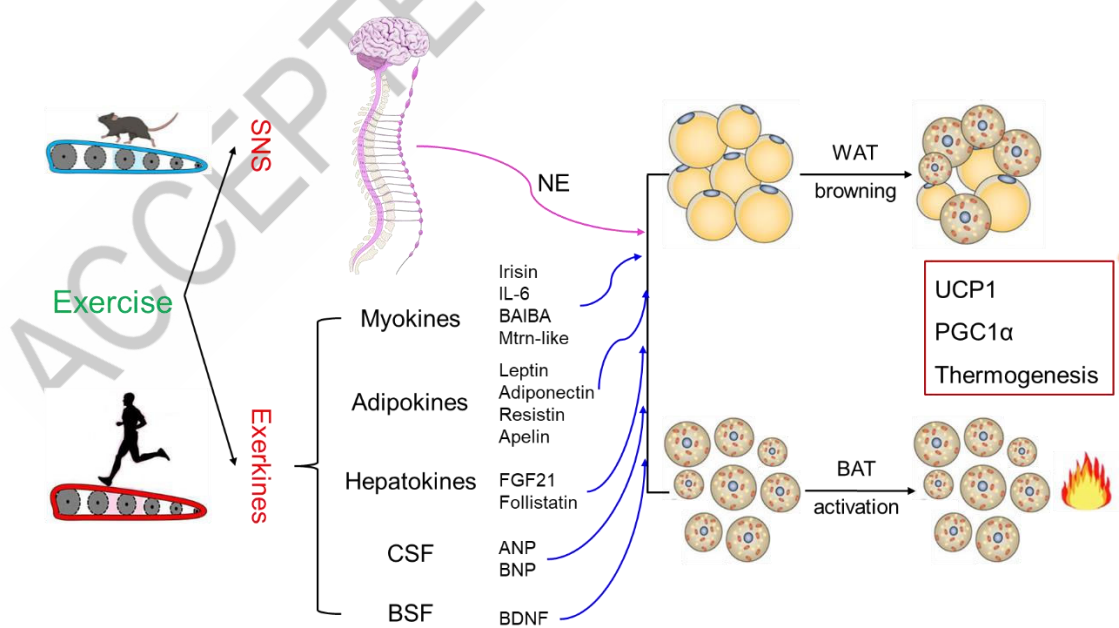 ACCEPTE
SNS
NE
WAT
browning
Exercise
Irisin
IL-6
BAIBA
Mtrn-like
Myokines
UCP1
PGC1α
Thermogenesis
Leptin
Adiponectin
Resistin
Apelin
Adipokines
Exerkines
Hepatokines
FGF21
Follistatin
BAT
activation
CSF
ANP
BNP
BSF
BDNF